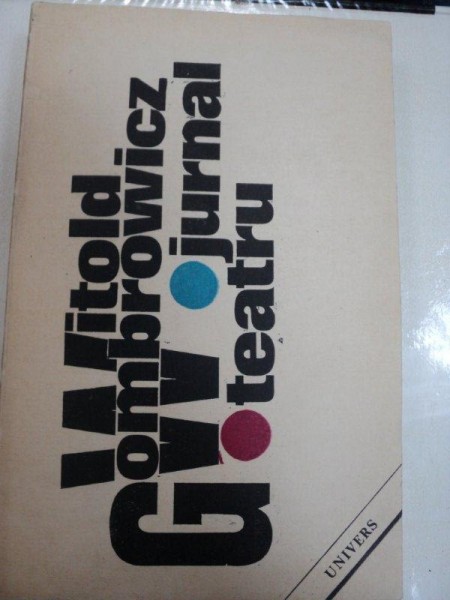 Witold
Gombrowicz
jurnal
teatru
UNIVERS